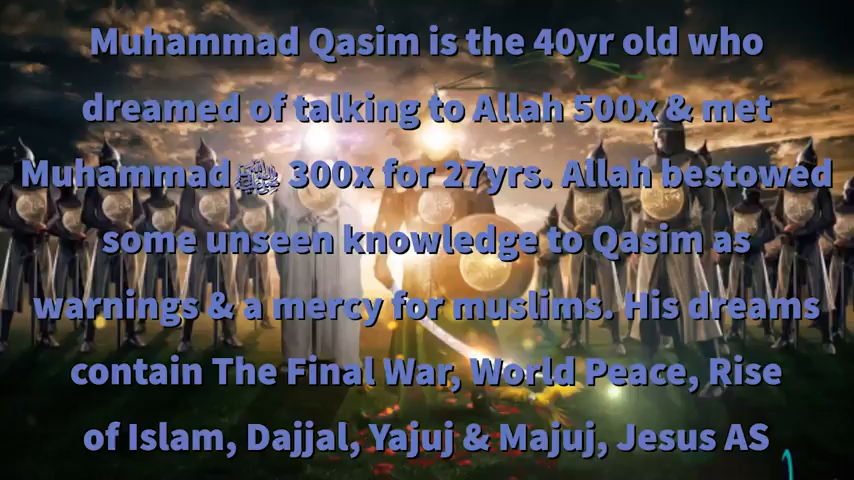 Muhammad Qasim is the 40yr old who
dreamed of talking to Allah 500x & met
Muhammadﷺ 300x for 27yrs. Allah bestowed
some unseen knowledge to Qasim as
warnings & a mercy for muslims. His dreams
contain The Final War, World Peace, Rise
of Islam, Dajjal, Yajuj & Majuj, Jesus AS